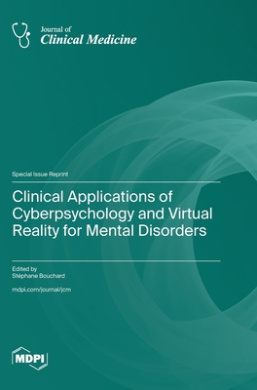 Journal of
Clinical Medicine
Special Issue Reprint
Clinical Applications of
Cyberpsychology and Virtual
Reality for Mental Disorders
Edited by
Stéphane Bouchard
mdpi.com/journal/jcm
MDPI